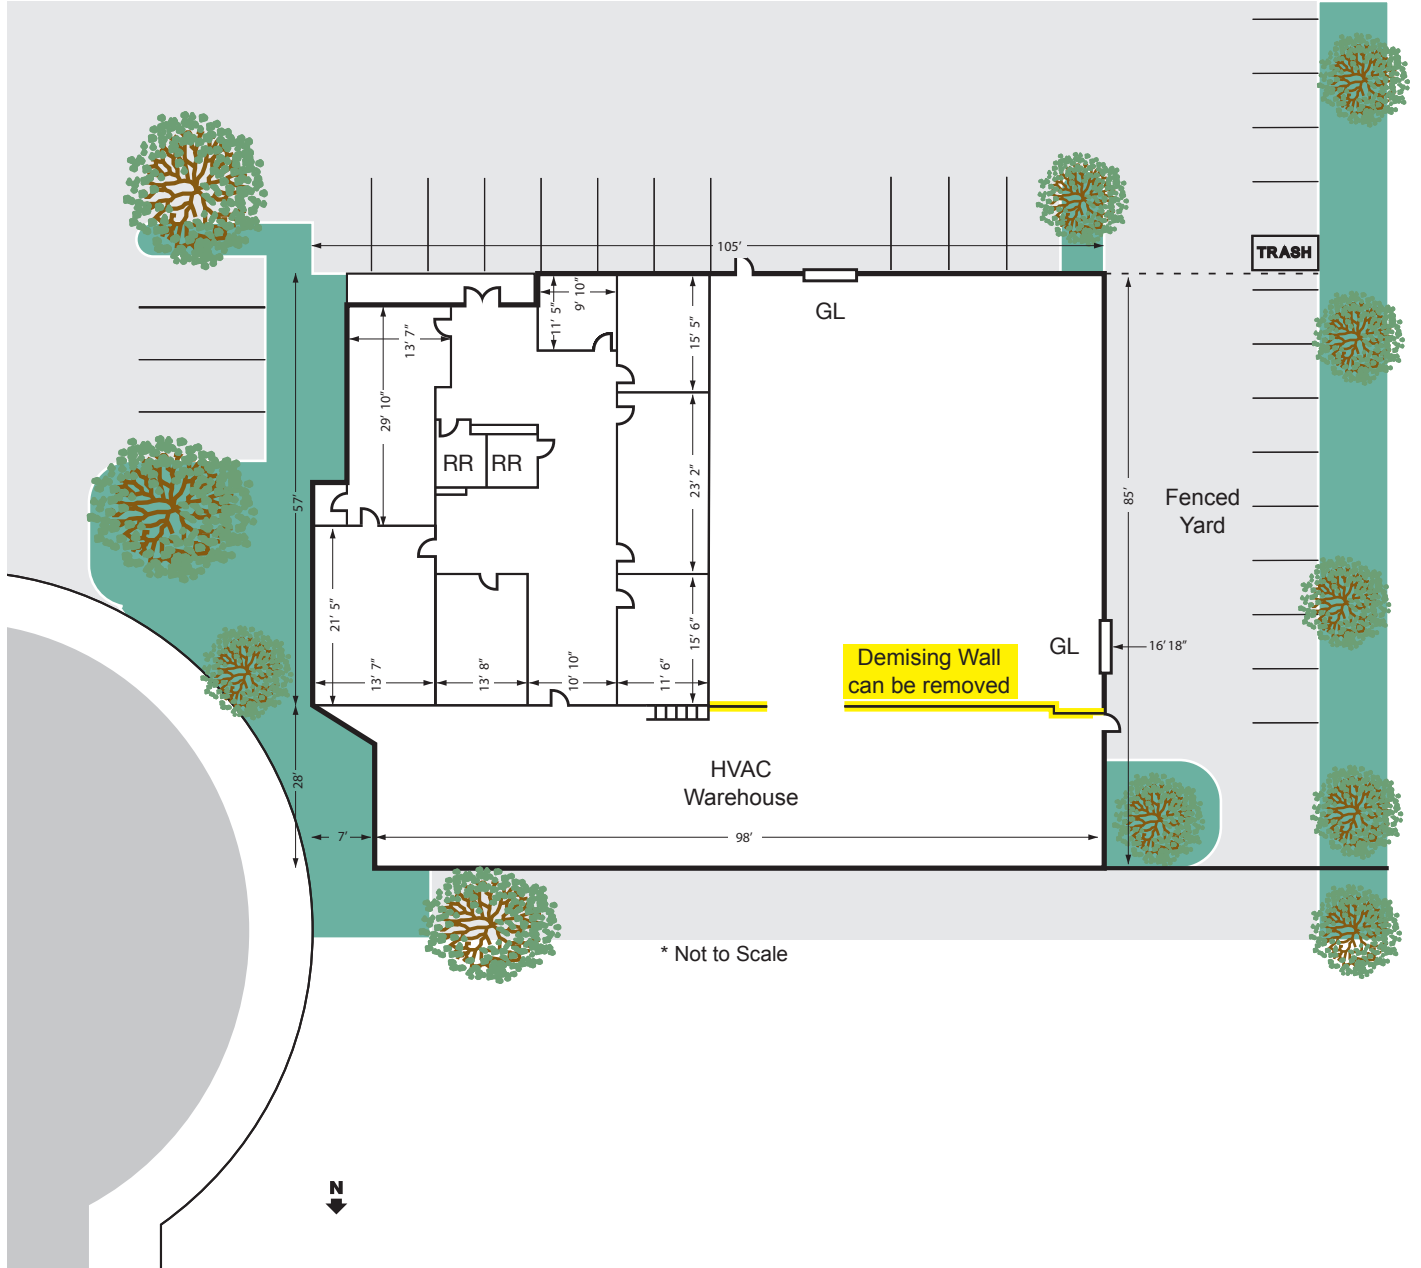 TRASH
105'
GL
11' 5"
9' 10"
15' 5"
13' 7"
29' 10"
RR
RR
23' 2"
57'
85'
Fenced
Yard
21' 5"
15' 6"
13' 7"
13' 8"
10' 10"
11' 6"
GL
16' 18"
Demising Wall
can be removed
28'
HVAC
Warehouse
7'
98'
* Not to Scale
N